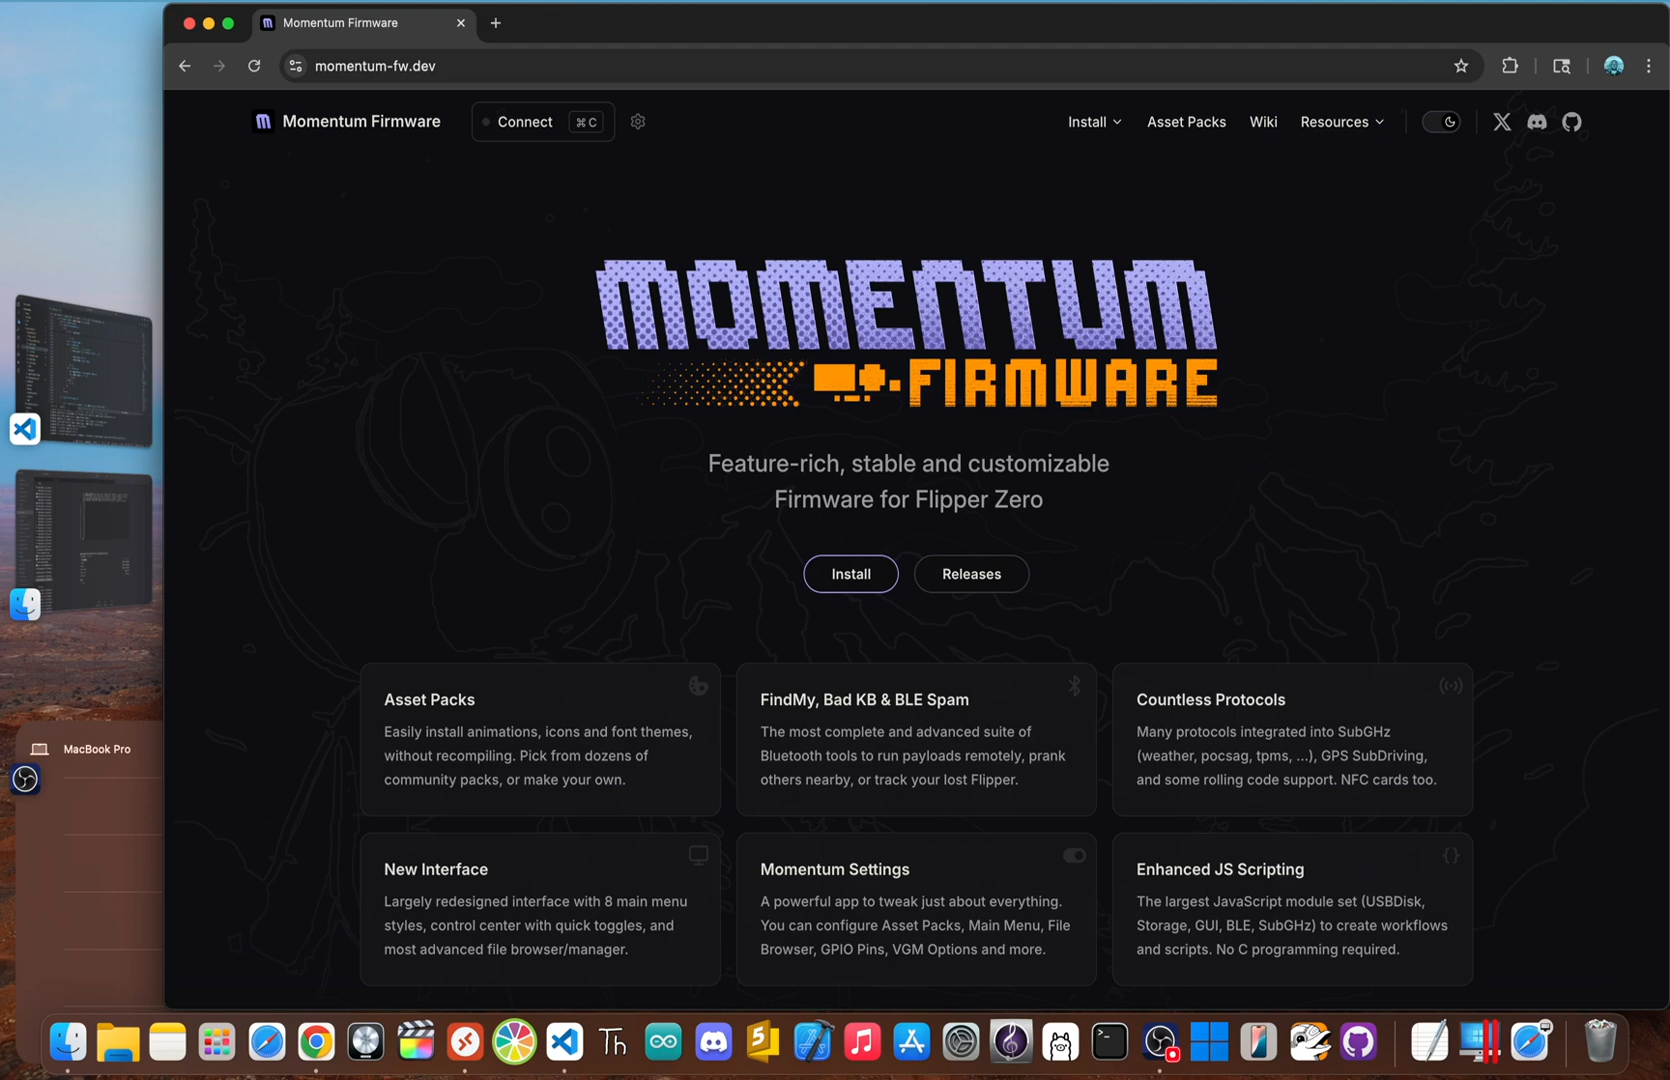 Momentum Firmware
momentum-fw.dev
Momentum Firmware
Connect
⌘ C
Install
Asset Packs
Wiki
Resources
MOMENTUM
FIRMWARE
Feature-rich, stable and customizable
Firmware for Flipper Zero
Install
Releases
Asset Packs
Easily install animations, icons and font themes,
without recompiling. Pick from dozens of
community packs, or make your own.
FindMy, Bad KB & BLE Spam
The most complete and advanced suite of
Bluetooth tools to run payloads remotely, prank
others nearby, or track your lost Flipper.
Countless Protocols
Many protocols integrated into SubGHz
(weather, pocsag, tpms, ...), GPS SubDriving,
and some rolling code support. NFC cards too.
MacBook Pro
New Interface
Largely redesigned interface with 8 main menu
styles, control center with quick toggles, and
most advanced file browser/manager.
Momentum Settings
A powerful app to tweak just about everything.
You can configure Asset Packs, Main Menu, File
Browser, GPIO Pins, VGM Options and more.
Enhanced JS Scripting
The largest JavaScript module set (USBDisk,
Storage, GUI, BLE, SubGHz) to create workflows
and scripts. No C programming required.
Th
5